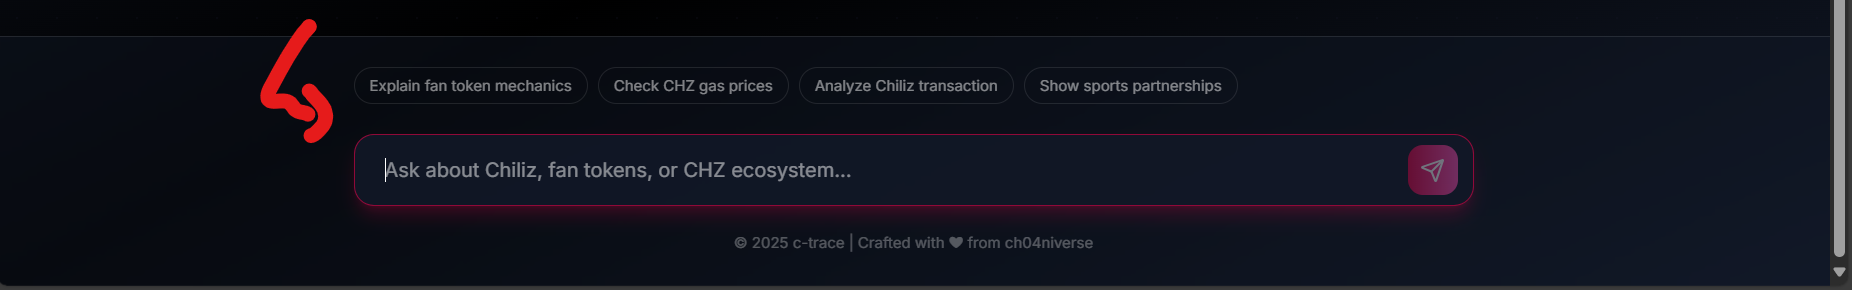 Explain fan token mechanics Check CHZ gas prices Analyze Chiliz transaction Show sports partnerships
Ask about Chiliz, fan tokens, or CHZ ecosystem...
© 2025 c-trace | Crafted with ♥ from ch04niverse